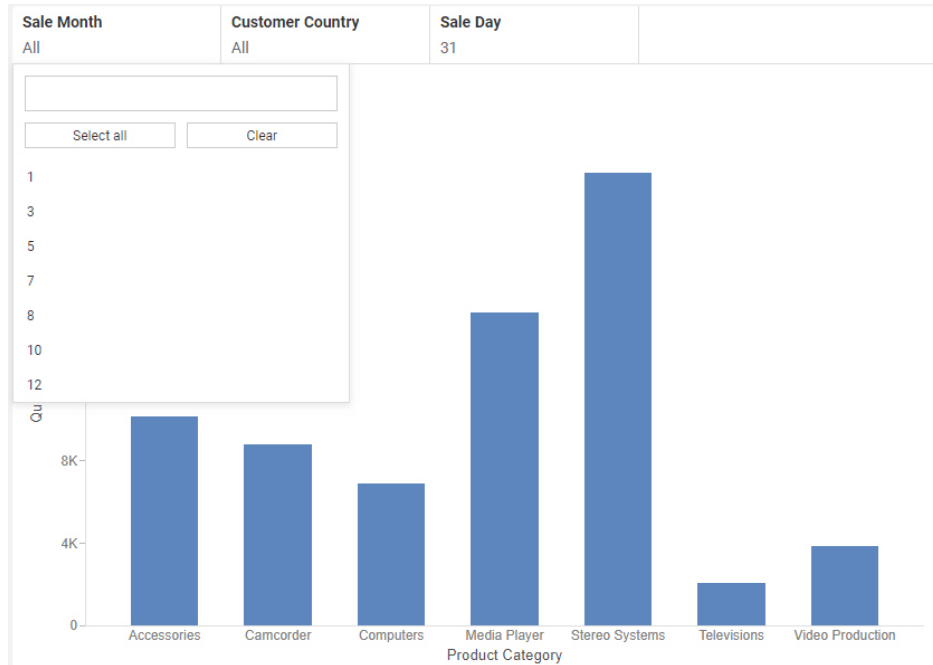 Sale Month Customer Country Sale Day
All All 31
Select all Clear
1
3
5
7
8
10
12
Qu
8K
4K
0
Accessories Camcorder Computers Media Player Stereo Systems Televisions Video Production
Product Category